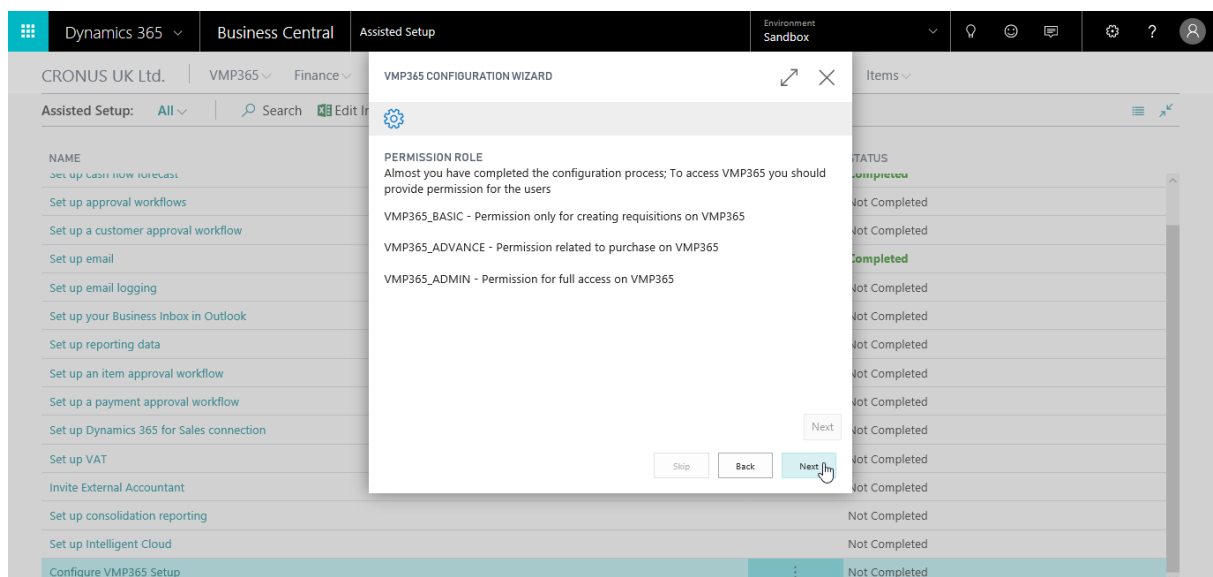 Dynamics 365
Business Central
Assisted Setup
Environment
Sandbox
?
CRONUS UK Ltd.
VMP365
Finance
Items
Assisted Setup:
All
Search
Edit In
NAME
STATUS
Set up cash flow forecast
Completed
Set up approval workflows
Not Completed
Set up a customer approval workflow
Not Completed
Set up email
Completed
Set up email logging
Not Completed
Set up your Business Inbox in Outlook
Not Completed
Set up reporting data
Not Completed
Set up an item approval workflow
Not Completed
Set up a payment approval workflow
Not Completed
Set up Dynamics 365 for Sales connection
Not Completed
Set up VAT
Not Completed
Invite External Accountant
Not Completed
Set up consolidation reporting
Not Completed
Set up Intelligent Cloud
Not Completed
Configure VMP365 Setup
Not Completed
VMP365 CONFIGURATION WIZARD
PERMISSION ROLE
Almost you have completed the configuration process; To access VMP365 you should
provide permission for the users
VMP365_BASIC - Permission only for creating requisitions on VMP365
VMP365_ADVANCE - Permission related to purchase on VMP365
VMP365_ADMIN - Permission for full access on VMP365
Next
Skip
Back
Next